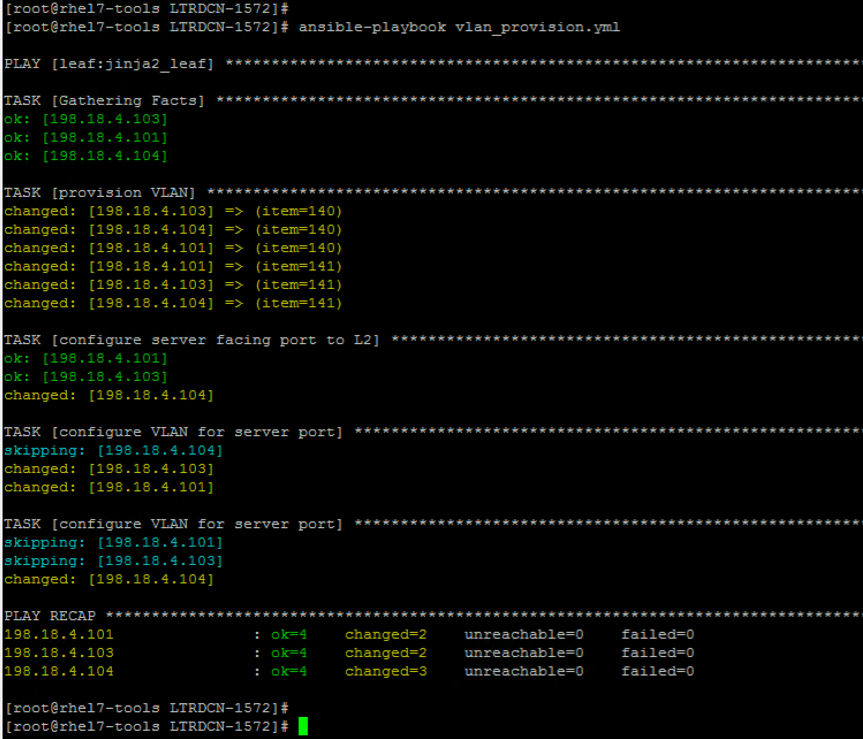 [root@rhel7-tools LTRDCN-1572]#
[root@rhel7-tools LTRDCN-1572]# ansible-playbook vlan_provision.yml
PLAY [leaf:jinja2_leaf] *********************************************************************
TASK [Gathering Facts] **********************************************************************
ok: [198.18.4.103]
ok: [198.18.4.101]
ok: [198.18.4.104]
TASK [provision VLAN] ***********************************************************************
changed: [198.18.4.103] => (item=140)
changed: [198.18.4.104] => (item=140)
changed: [198.18.4.101] => (item=140)
changed: [198.18.4.101] => (item=141)
changed: [198.18.4.103] => (item=141)
changed: [198.18.4.104] => (item=141)
TASK [configure server facing port to L2] ***************************************************
ok: [198.18.4.101]
ok: [198.18.4.103]
changed: [198.18.4.104]
TASK [configure VLAN for server port] *******************************************************
skipping: [198.18.4.104]
changed: [198.18.4.103]
changed: [198.18.4.101]
TASK [configure VLAN for server port] *******************************************************
skipping: [198.18.4.101]
skipping: [198.18.4.103]
changed: [198.18.4.104]
PLAY RECAP **********************************************************************************
198.18.4.101               : ok=4    changed=2    unreachable=0    failed=0
198.18.4.103               : ok=4    changed=2    unreachable=0    failed=0
198.18.4.104               : ok=4    changed=3    unreachable=0    failed=0
[root@rhel7-tools LTRDCN-1572]#
[root@rhel7-tools LTRDCN-1572]#